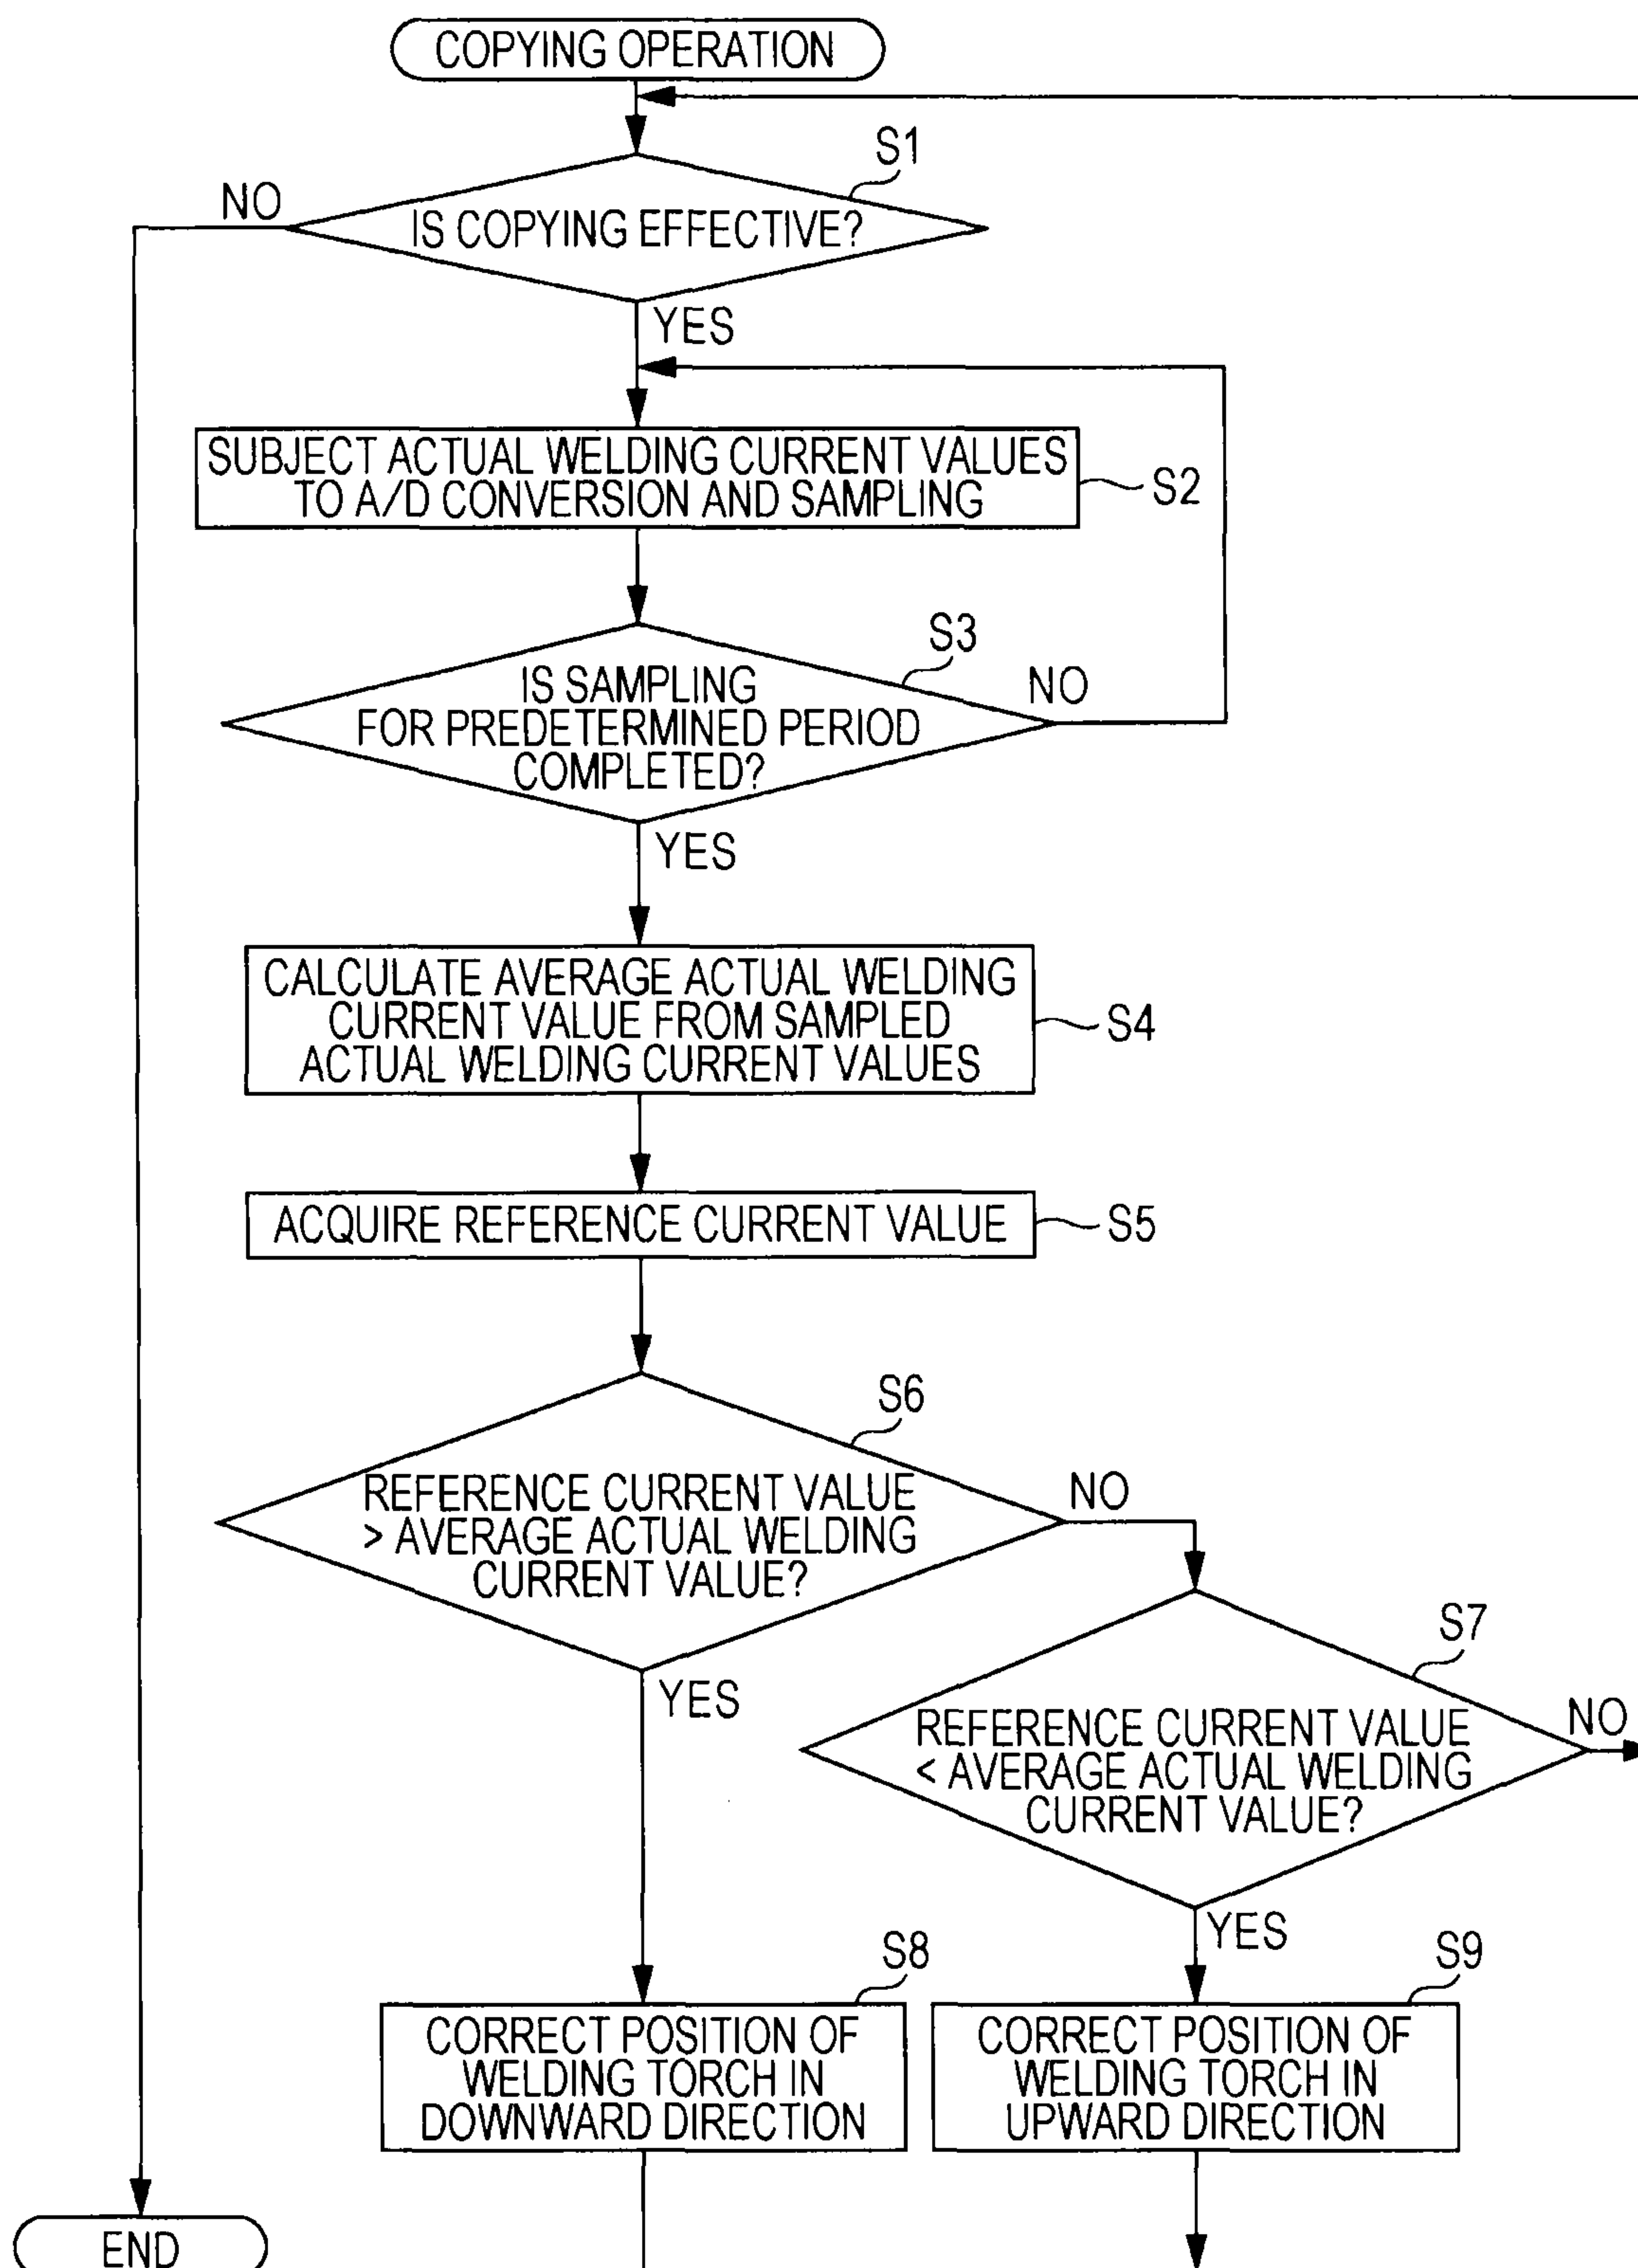 COPYING OPERATION
S1
NO
IS COPYING EFFECTIVE?
YES
SUBJECT ACTUAL WELDING CURRENT VALUES
TO A/D CONVERSION AND SAMPLING
S2
S3
IS SAMPLING
FOR PREDETERMINED PERIOD
COMPLETED?
NO
YES
CALCULATE AVERAGE ACTUAL WELDING
CURRENT VALUE FROM SAMPLED
ACTUAL WELDING CURRENT VALUES
S4
ACQUIRE REFERENCE CURRENT VALUE
S5
S6
REFERENCE CURRENT VALUE
> AVERAGE ACTUAL WELDING
CURRENT VALUE?
NO
YES
S7
REFERENCE CURRENT VALUE
< AVERAGE ACTUAL WELDING
CURRENT VALUE?
NO
YES
S8
CORRECT POSITION OF
WELDING TORCH IN
DOWNWARD DIRECTION
S9
CORRECT POSITION OF
WELDING TORCH IN
UPWARD DIRECTION
END